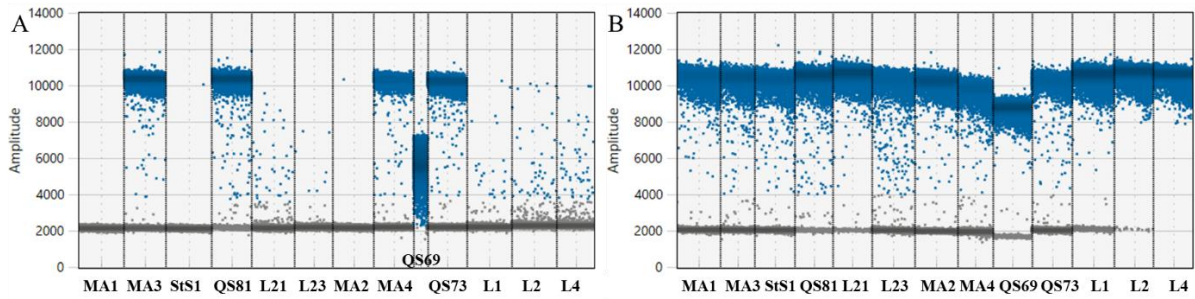 A
B
Amplitude
14000
12000
10000
8000
6000
4000
2000
0
QS69
MA1 MA3 StS1 QS81 L21 L23 MA2 MA4 QS73 L1 L2 L4
Amplitude
14000
12000
10000
8000
6000
4000
2000
0
MA1 MA3 StS1 QS81 L21 L23 MA2 MA4 QS69 QS73 L1 L2 L4